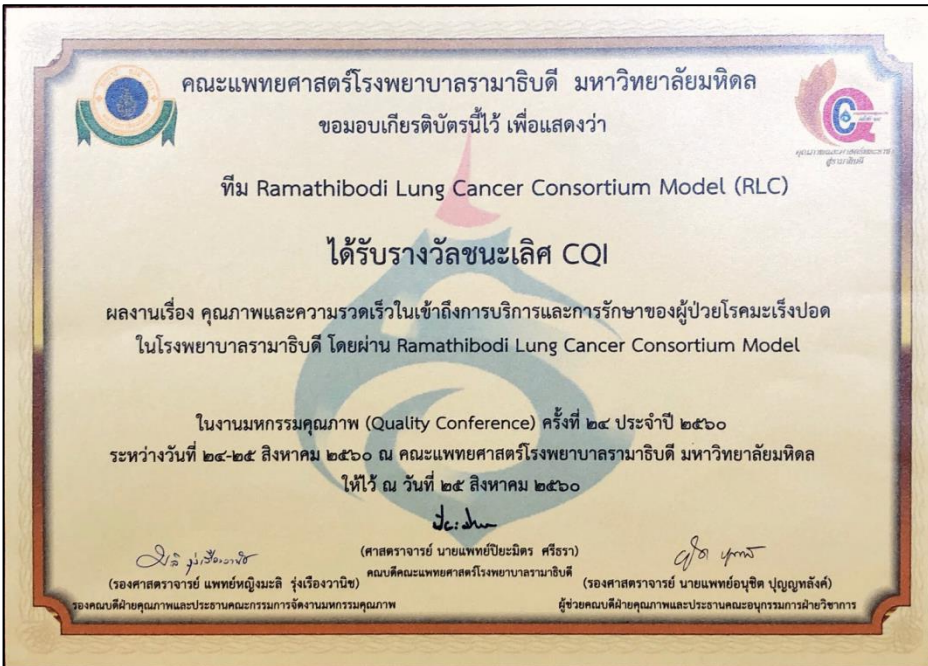 คณะแพทยศาสตร์โรงพยาบาลรามาธิบดี มหาวิทยาลัยมหิดล
ขอมอบเกียรติบัตรนี้ไว้ เพื่อแสดงว่า
ทีม Ramathibodi Lung Cancer Consortium Model (RLC)
ได้รับรางวัลชนะเลิศ CQI
ผลงานเรื่อง คุณภาพและความรวดเร็วในเข้าถึงการบริการและการรักษาของผู้ป่วยโรคมะเร็งปอด
ในโรงพยาบาลรามาธิบดี โดยผ่าน Ramathibodi Lung Cancer Consortium Model
ในงานมหกรรมคุณภาพ (Quality Conference) ครั้งที่ ๒๔ ประจำปี ๒๕๖๐
ระหว่างวันที่ ๒๔-๒๕ สิงหาคม ๒๕๖๐ ณ คณะแพทยศาสตร์โรงพยาบาลรามาธิบดี มหาวิทยาลัยมหิดล
ให้ไว้ ณ วันที่ ๒๕ สิงหาคม ๒๕๖๐
(ศาสตราจารย์ นายแพทย์ปิยะมิตร ศรีธรา)
คณบดีคณะแพทยศาสตร์โรงพยาบาลรามาธิบดี
(รองศาสตราจารย์ แพทย์หญิงมะลิ รุ่งเรืองวานิช)
รองคณบดีฝ่ายคุณภาพและประธานคณะกรรมการจัดงานมหกรรมคุณภาพ
(รองศาสตราจารย์ นายแพทย์อนุชิต ปุญญทลังค์)
ผู้ช่วยคณบดีฝ่ายคุณภาพและประธานคณะอนุกรรมการฝ่ายวิชาการ